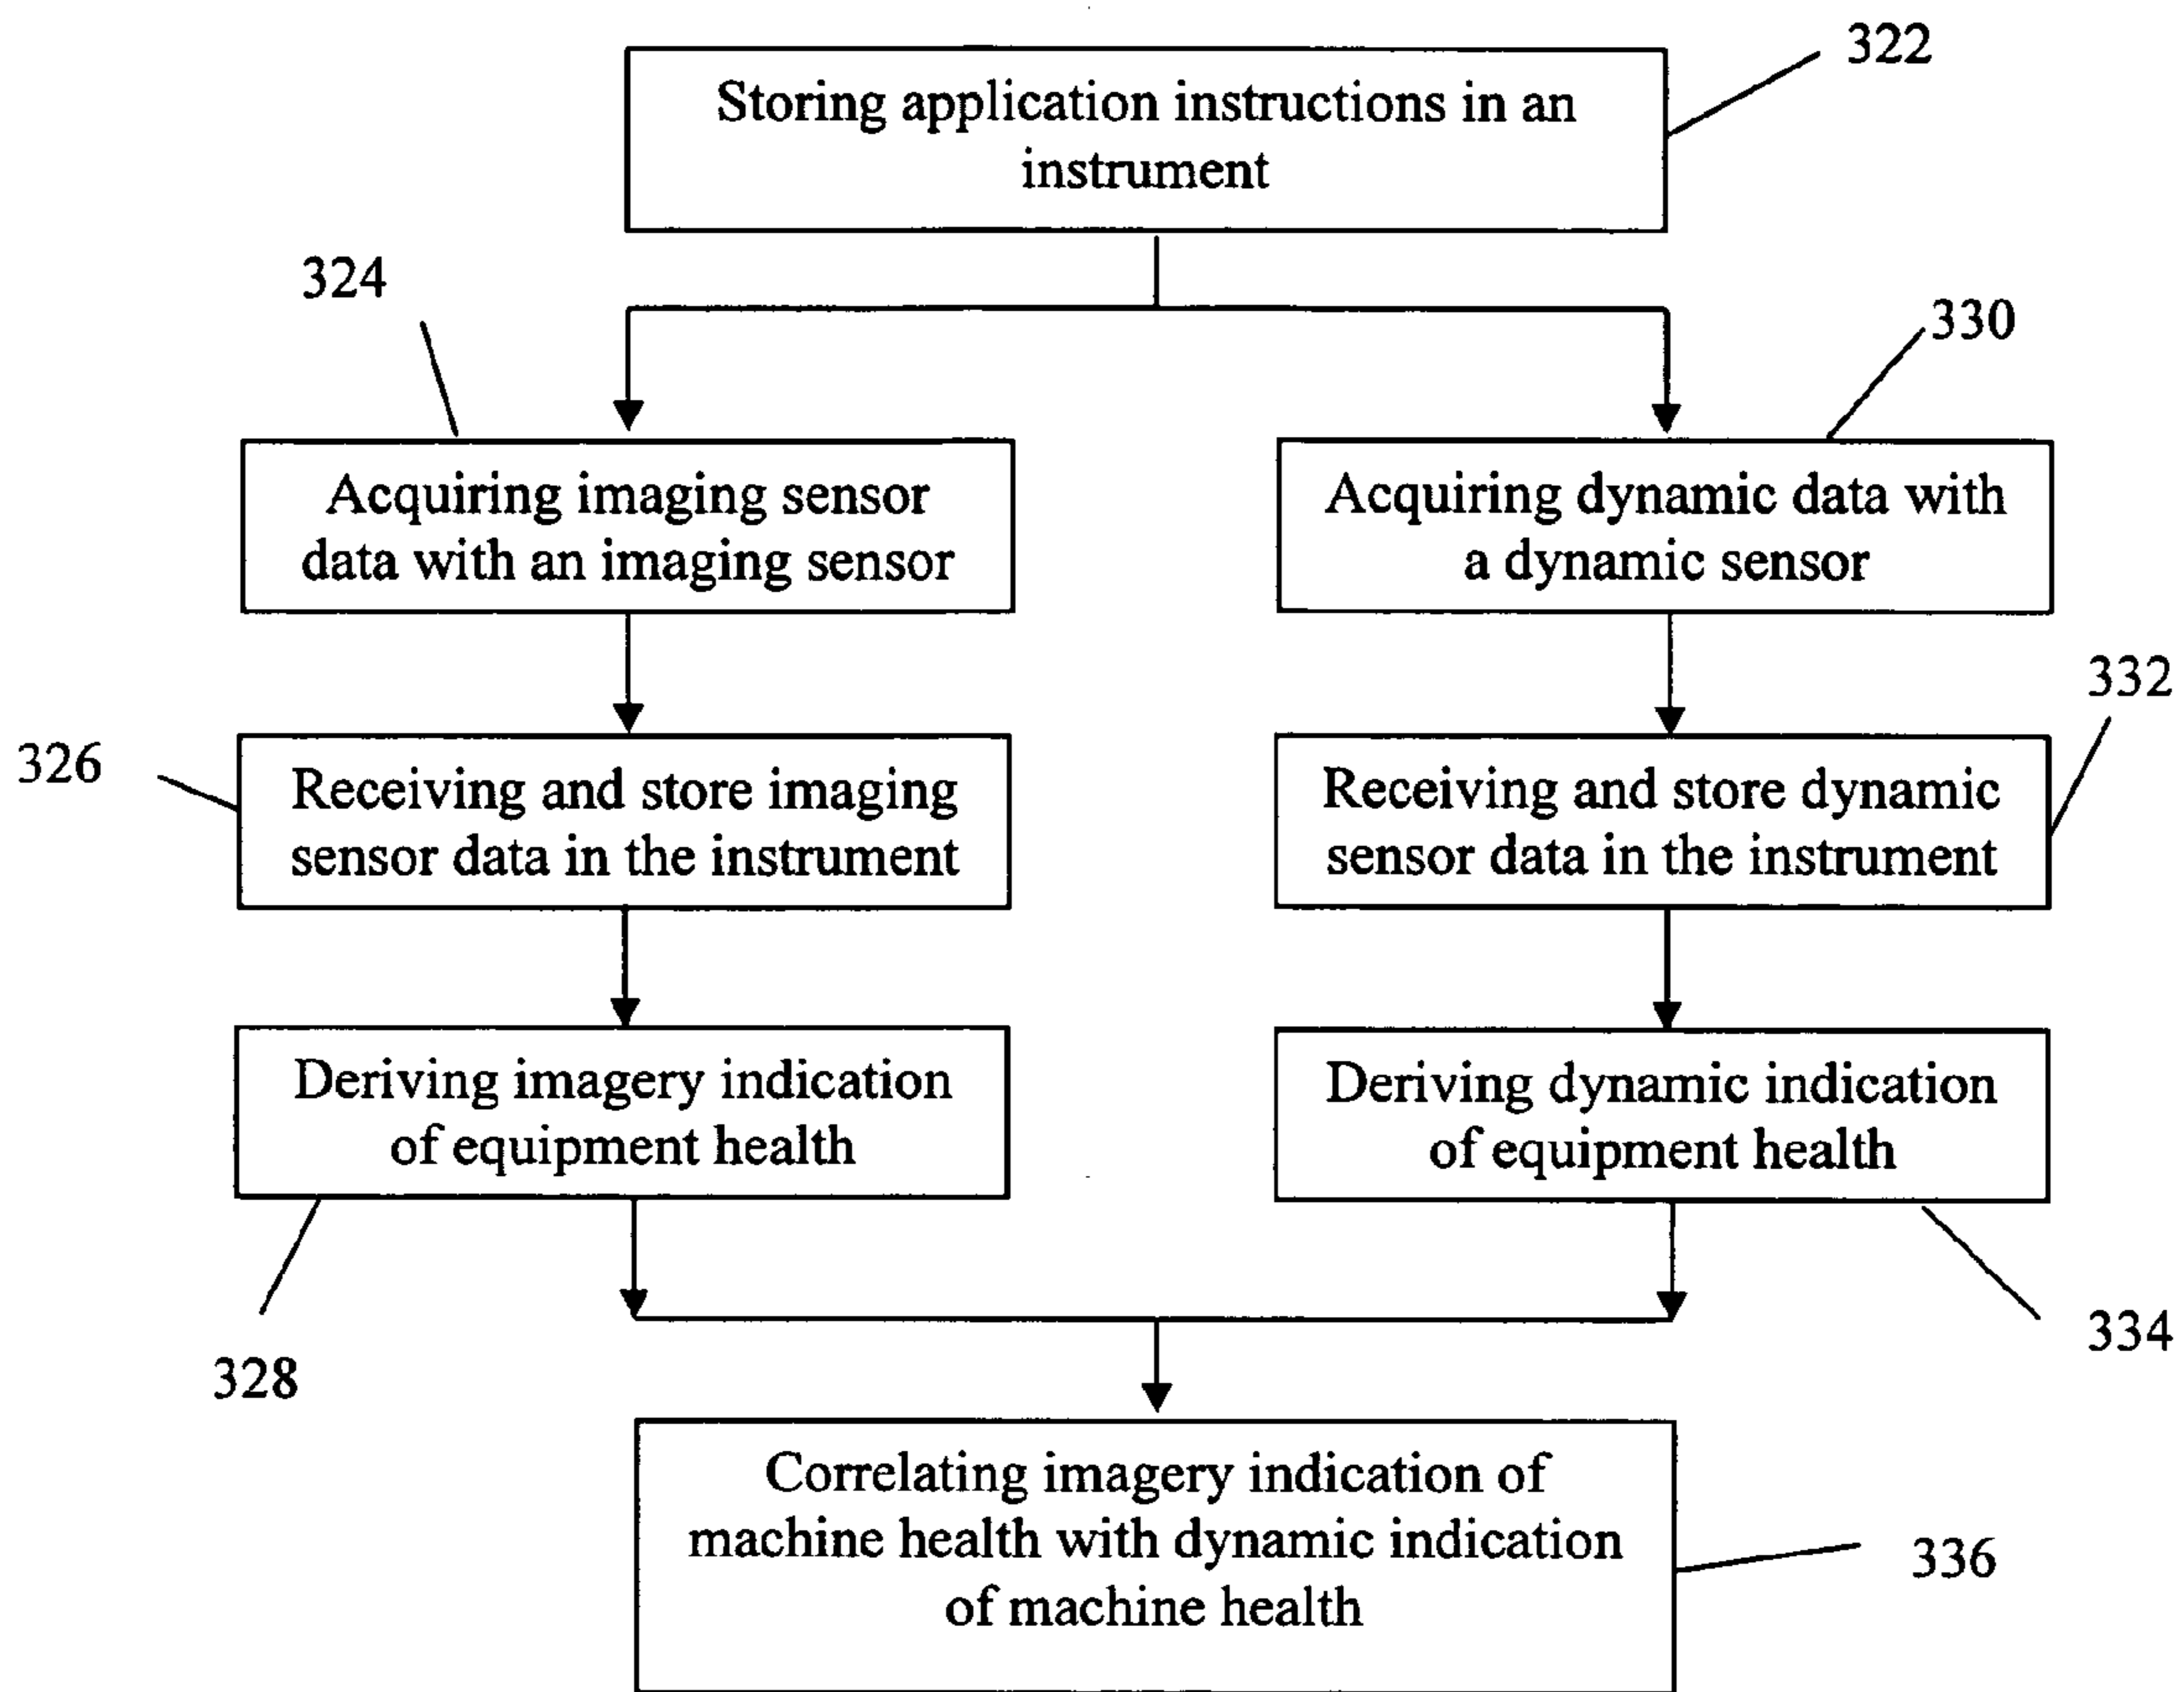 322
Storing application instructions in an
instrument
324
330
Acquiring imaging sensor
data with an imaging sensor
Acquiring dynamic data with
a dynamic sensor
332
326
Receiving and store imaging
sensor data in the instrument
Receiving and store dynamic
sensor data in the instrument
Deriving imagery indication
of equipment health
Deriving dynamic indication
of equipment health
328
334
Correlating imagery indication of
machine health with dynamic indication
of machine health
336